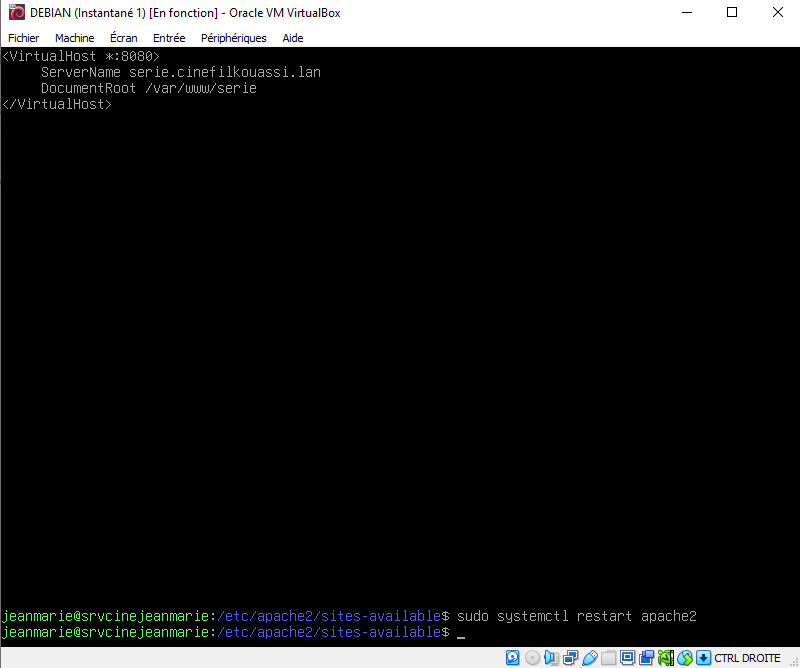 DEBIAN (Instantané 1) [En fonction] - Oracle VM VirtualBox
Fichier Machine Écran Entrée Périphériques Aide
<VirtualHost *:8080>
ServerName serie.cinefilkouassi.lan
DocumentRoot /var/www/serie
</VirtualHost>
jeanmarie@srvcinejeanmarie:/etc/apache2/sites-available$ sudo systemctl restart apache2
jeanmarie@srvcinejeanmarie:/etc/apache2/sites-available$ _
CTRL DROITE